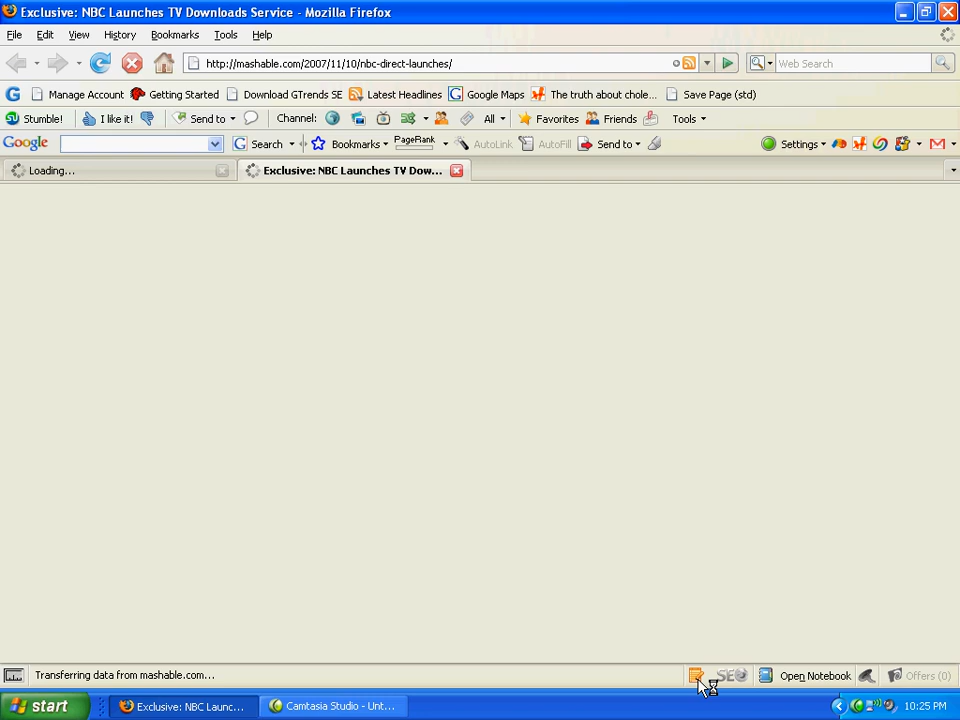 Exclusive: NBC Launches TV Downloads Service - Mozilla Firefox
File Edit View History Bookmarks Tools Help
http://mashable.com/2007/11/10/nbc-direct-launches/ Web Search
Manage Account Getting Started Download GTrends SE Latest Headlines Google Maps The truth about chole... Save Page (std)
Stumble! I like it! Send to Channel: All Favorites Friends Tools
Google Search Bookmarks PageRank AutoLink AutoFill Send to Settings
Loading... Exclusive: NBC Launches TV Dow...
Transferring data from mashable.com... SEO Open Notebook Offers (0)
start Exclusive: NBC Launc... Camtasia Studio - Unt... 10:25 PM